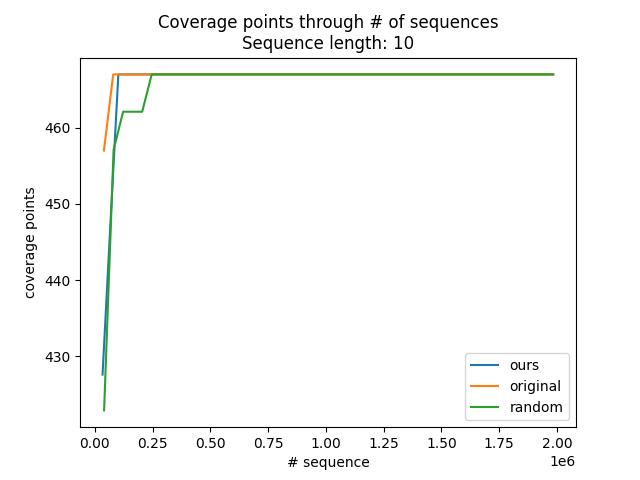 Coverage points through # of sequences
Sequence length: 10
coverage points
460
450
440
430
0.00 0.25 0.50 0.75 1.00 1.25 1.50 1.75 2.00
1e6
# sequence
ours
original
random